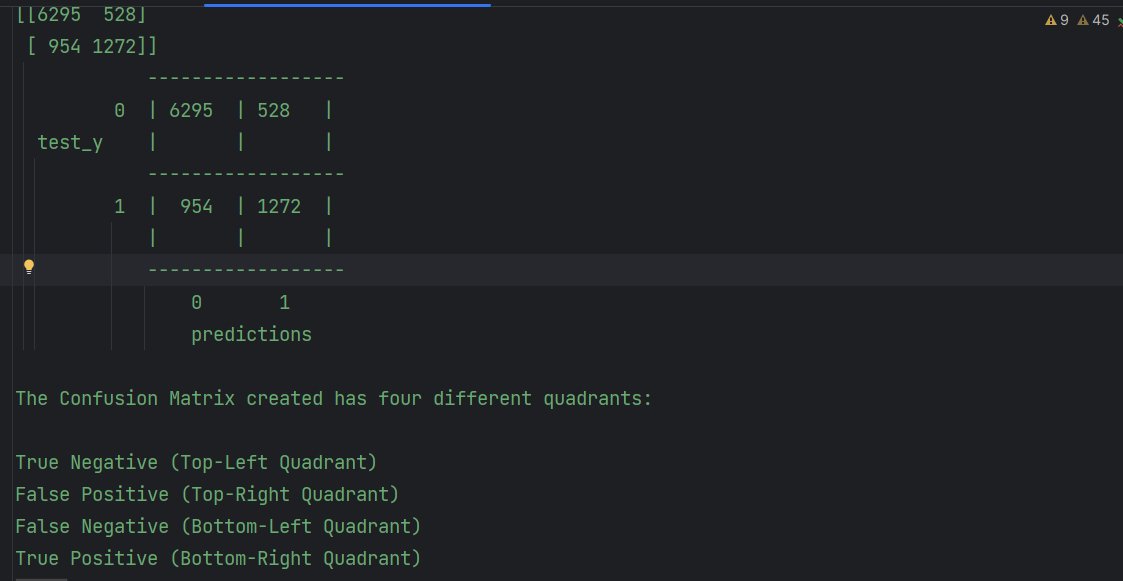 [[6295  528]
9 45
 [ 954 1272]]
------------------
0  | 6295  | 528   |
test_y    |       |       |
------------------
1  |  954  | 1272  |
|       |       |
------------------
0       1
predictions
The Confusion Matrix created has four different quadrants:
True Negative (Top-Left Quadrant)
False Positive (Top-Right Quadrant)
False Negative (Bottom-Left Quadrant)
True Positive (Bottom-Right Quadrant)